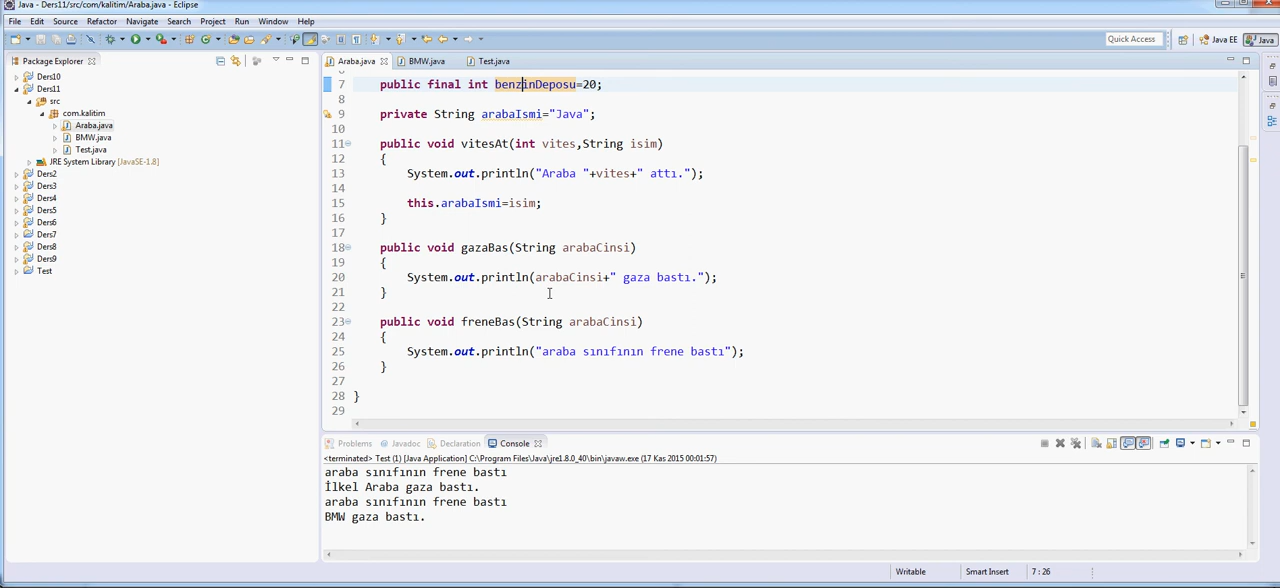 Java - Ders11/src/com/kalitim/Araba.java - Eclipse
File Edit Source Refactor Navigate Search Project Run Window Help
Quick Access Java EE Java
Package Explorer
Ders10
Ders11
src
com.kalitim
Araba.java
BMW.java
Test.java
JRE System Library [JavaSE-1.8]
Ders2
Ders3
Ders4
Ders5
Ders6
Ders7
Ders8
Ders9
Test
Araba.java BMW.java Test.java
7 public final int benzinDeposu=20;
8
9 private String arabaIsmi="Java";
10
11 public void vitesAt(int vites,String isim)
12 {
13 System.out.println("Araba "+vites+" attı.");
14
15 this.arabaIsmi=isim;
16 }
17
18 public void gazaBas(String arabaCinsi)
19 {
20 System.out.println(arabaCinsi+" gaza bastı.");
21 }
22
23 public void freneBas(String arabaCinsi)
24 {
25 System.out.println("araba sınıfının frene bastı");
26 }
27
28 }
29
Problems Javadoc Declaration Console
<terminated> Test (1) [Java Application] C:\Program Files\Java\jre1.8.0_40\bin\javaw.exe (17 Kas 2015 00:01:57)
araba sınıfının frene bastı
İlkel Araba gaza bastı.
araba sınıfının frene bastı
BMW gaza bastı.
Writable Smart Insert 7 : 26